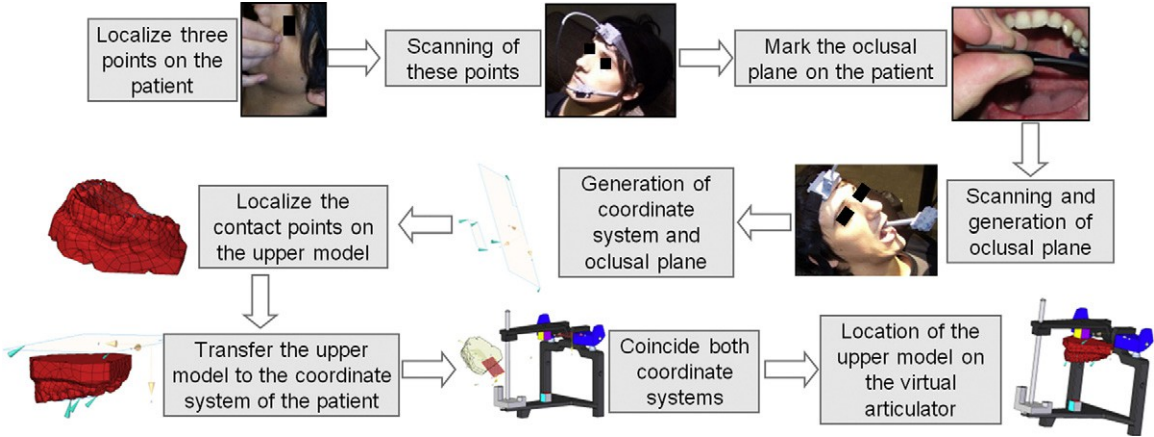 Localize three
points on the
patient
Scanning of
these points
Mark the oclusal
plane on the patient
Scanning and
generation of
oclusal plane
Generation of
coordinate
system and
oclusal plane
Localize the
contact points on
the upper model
Transfer the upper
model to the coordinate
system of the patient
Coincide both
coordinate
systems
Location of the
upper model on
the virtual
articulator